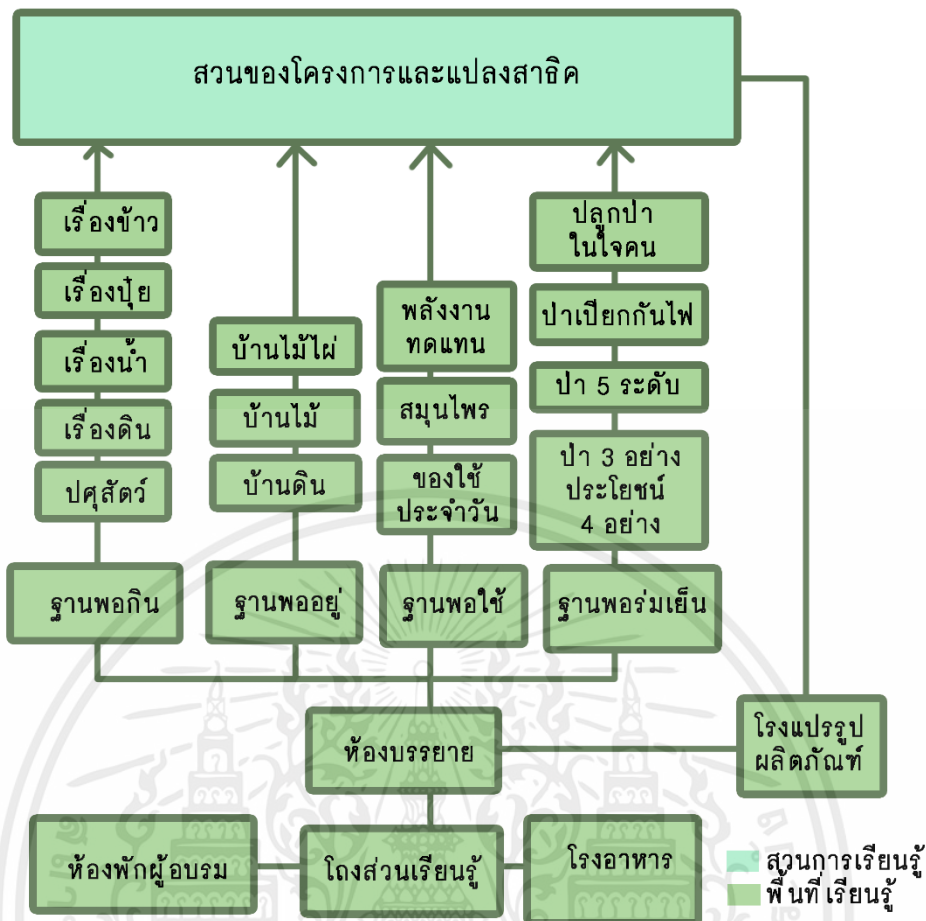 สวนของโครงการและแปลงสาธิค
เรื่องข้าว
เรื่องปุ๋ย
เรื่องน้ำ
เรื่องดิน
ปศุสัตว์
ฐานพอกิน
บ้านไม้ไผ่
บ้านไม้
บ้านดิน
ฐานพออยู่
พลังงาน
ทดแทน
สมุนไพร
ของใช้
ประจำวัน
ฐานพอใช้
ปลูกป่า
ในใจคน
ป่าเปียกกันไฟ
ป่า 5 ระดับ
ป่า 3 อย่าง
ประโยชน์
4 อย่าง
ฐานพอร่มเย็น
ห้องบรรยาย
โรงแปรรูป
ผลิตภัณฑ์
ห้องพักผู้อบรม
โถงส่วนเรียนรู้
โรงอาหาร
สวนการเรียนรู้
พื้นที่เรียนรู้